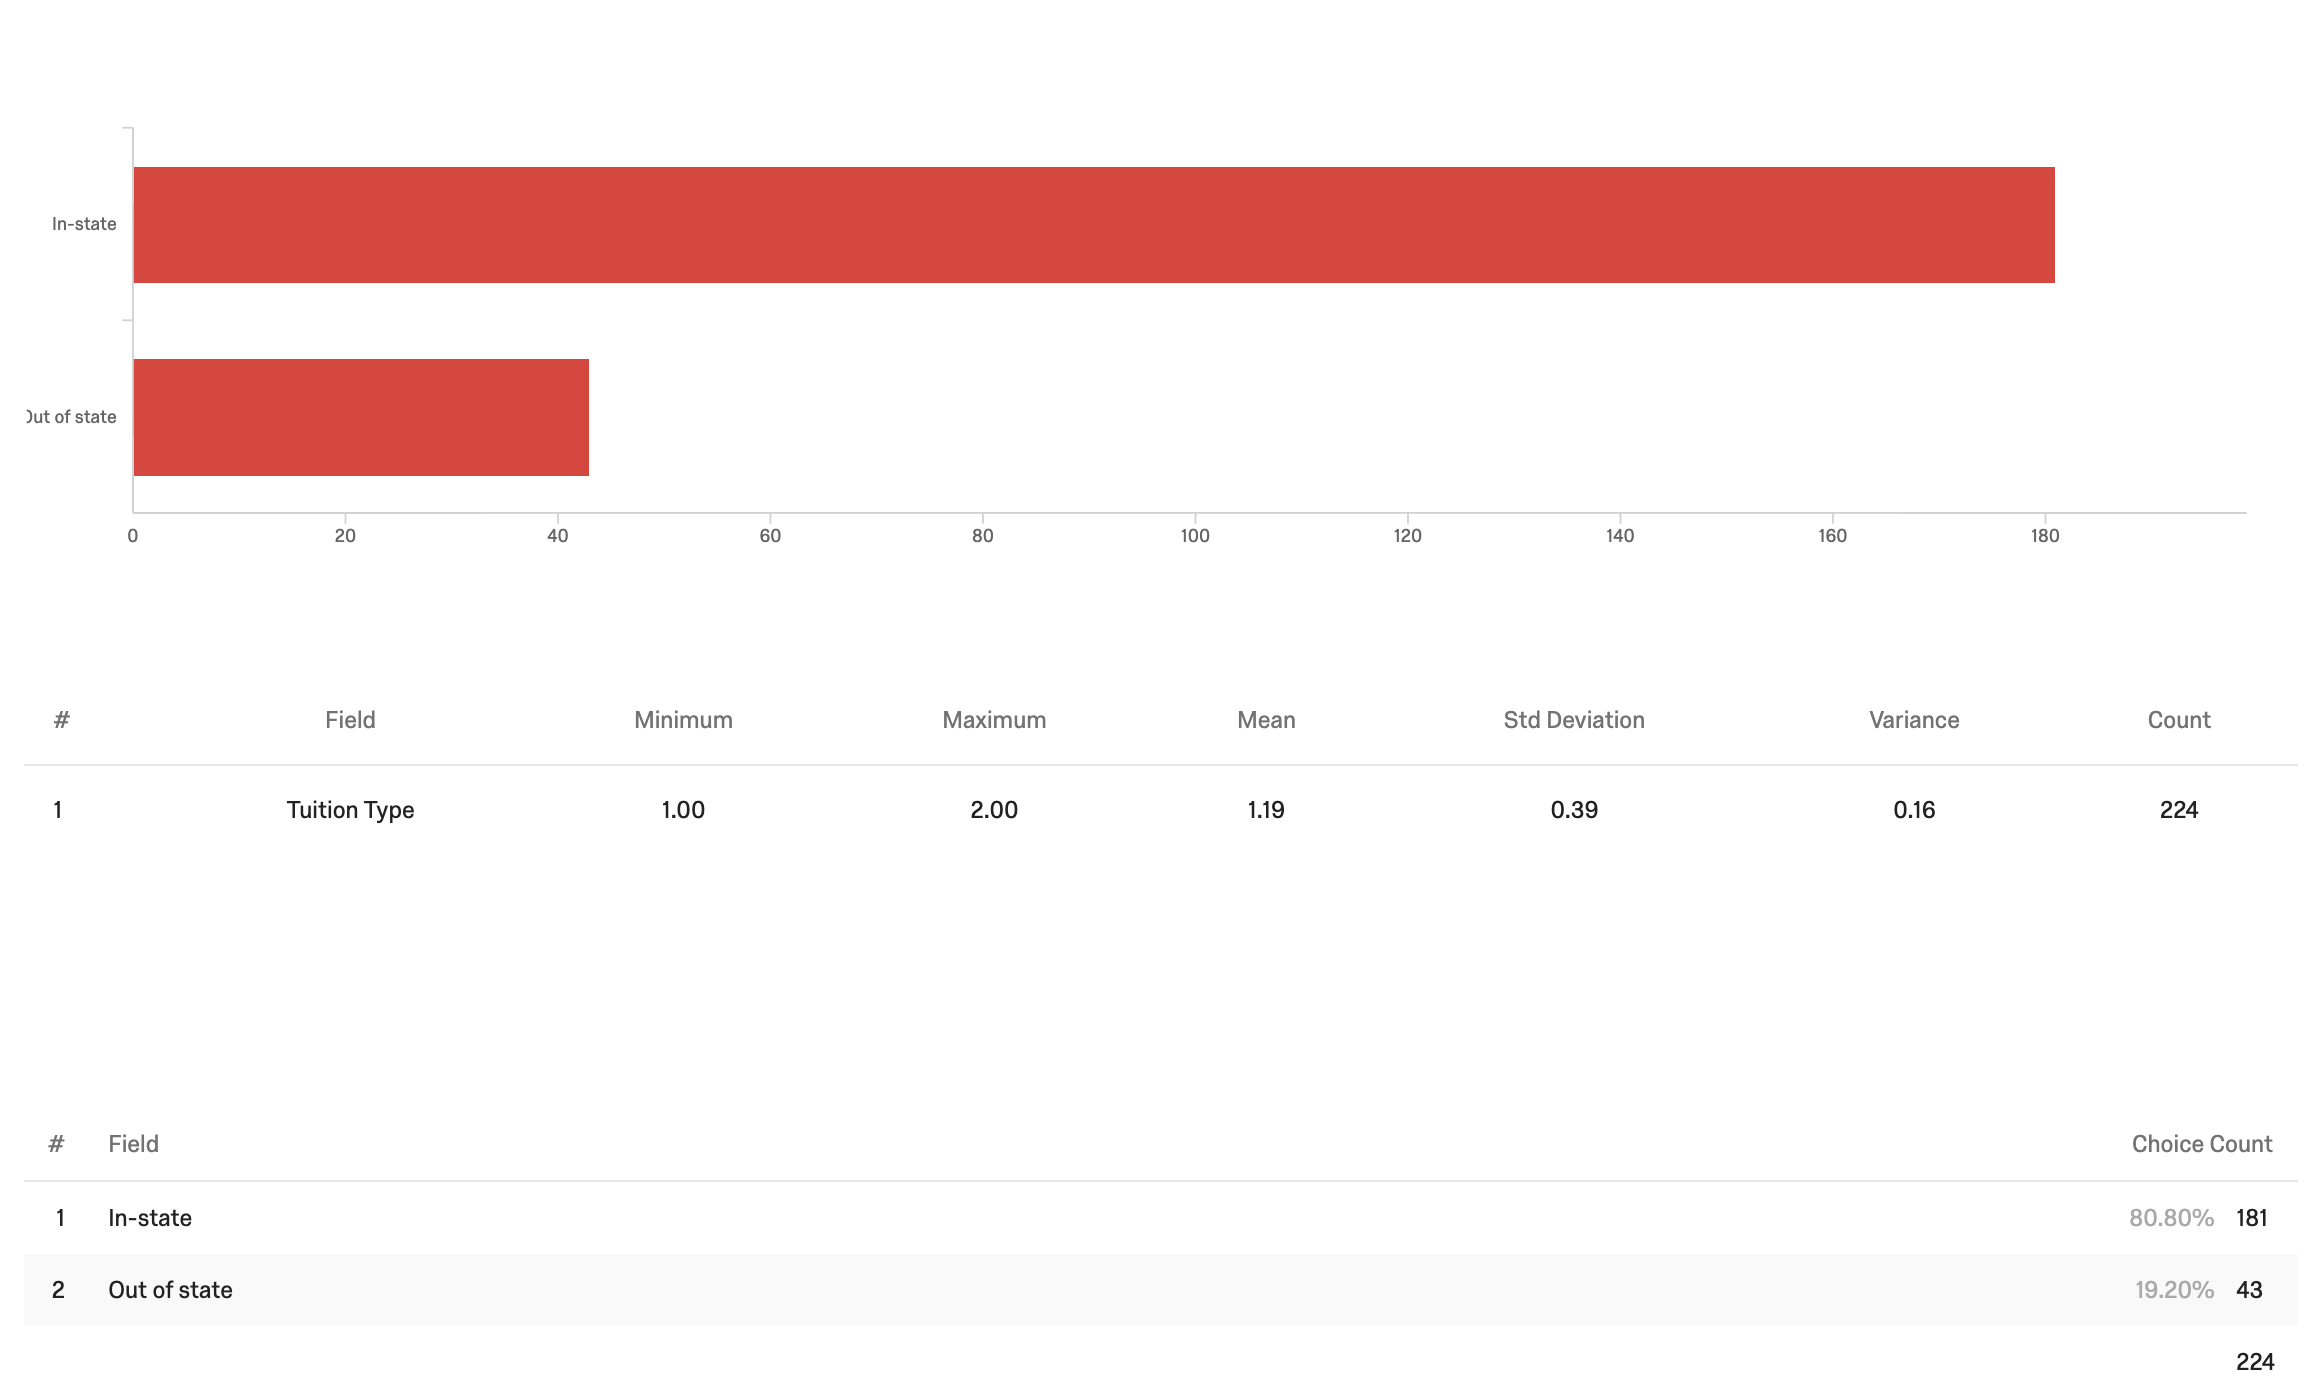 In-state
Out of state
0 20 40 60 80 100 120 140 160 180
# Field Minimum Maximum Mean Std Deviation Variance Count
1 Tuition Type 1.00 2.00 1.19 0.39 0.16 224
# Field Choice Count
1 In-state 80.80% 181
2 Out of state 19.20% 43
224